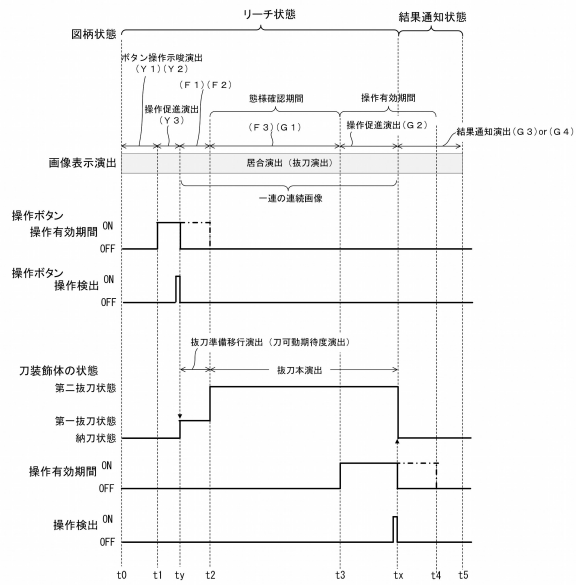 リーチ状態
結果通知状態
図柄状態
ボタン操作示唆演出
(Y1)(Y2)
(F1)(F2)
操作促進演出
(Y3)
態様確認期間
操作有効期間
(F3)(G1)
操作促進演出(G2)
結果通知演出(G3)or(G4)
画像表示演出
居合演出(抜刀演出)
一連の連続画像
操作ボタン
操作有効期間
ON
OFF
操作ボタン
操作検出
ON
OFF
抜刀準備移行演出(刀可動期待度演出)
刀装飾体の状態
抜刀本演出
第二抜刀状態
第一抜刀状態
納刀状態
操作有効期間
ON
OFF
操作検出
ON
OFF
t0 t1 ty t2 t3 tx t4 t5